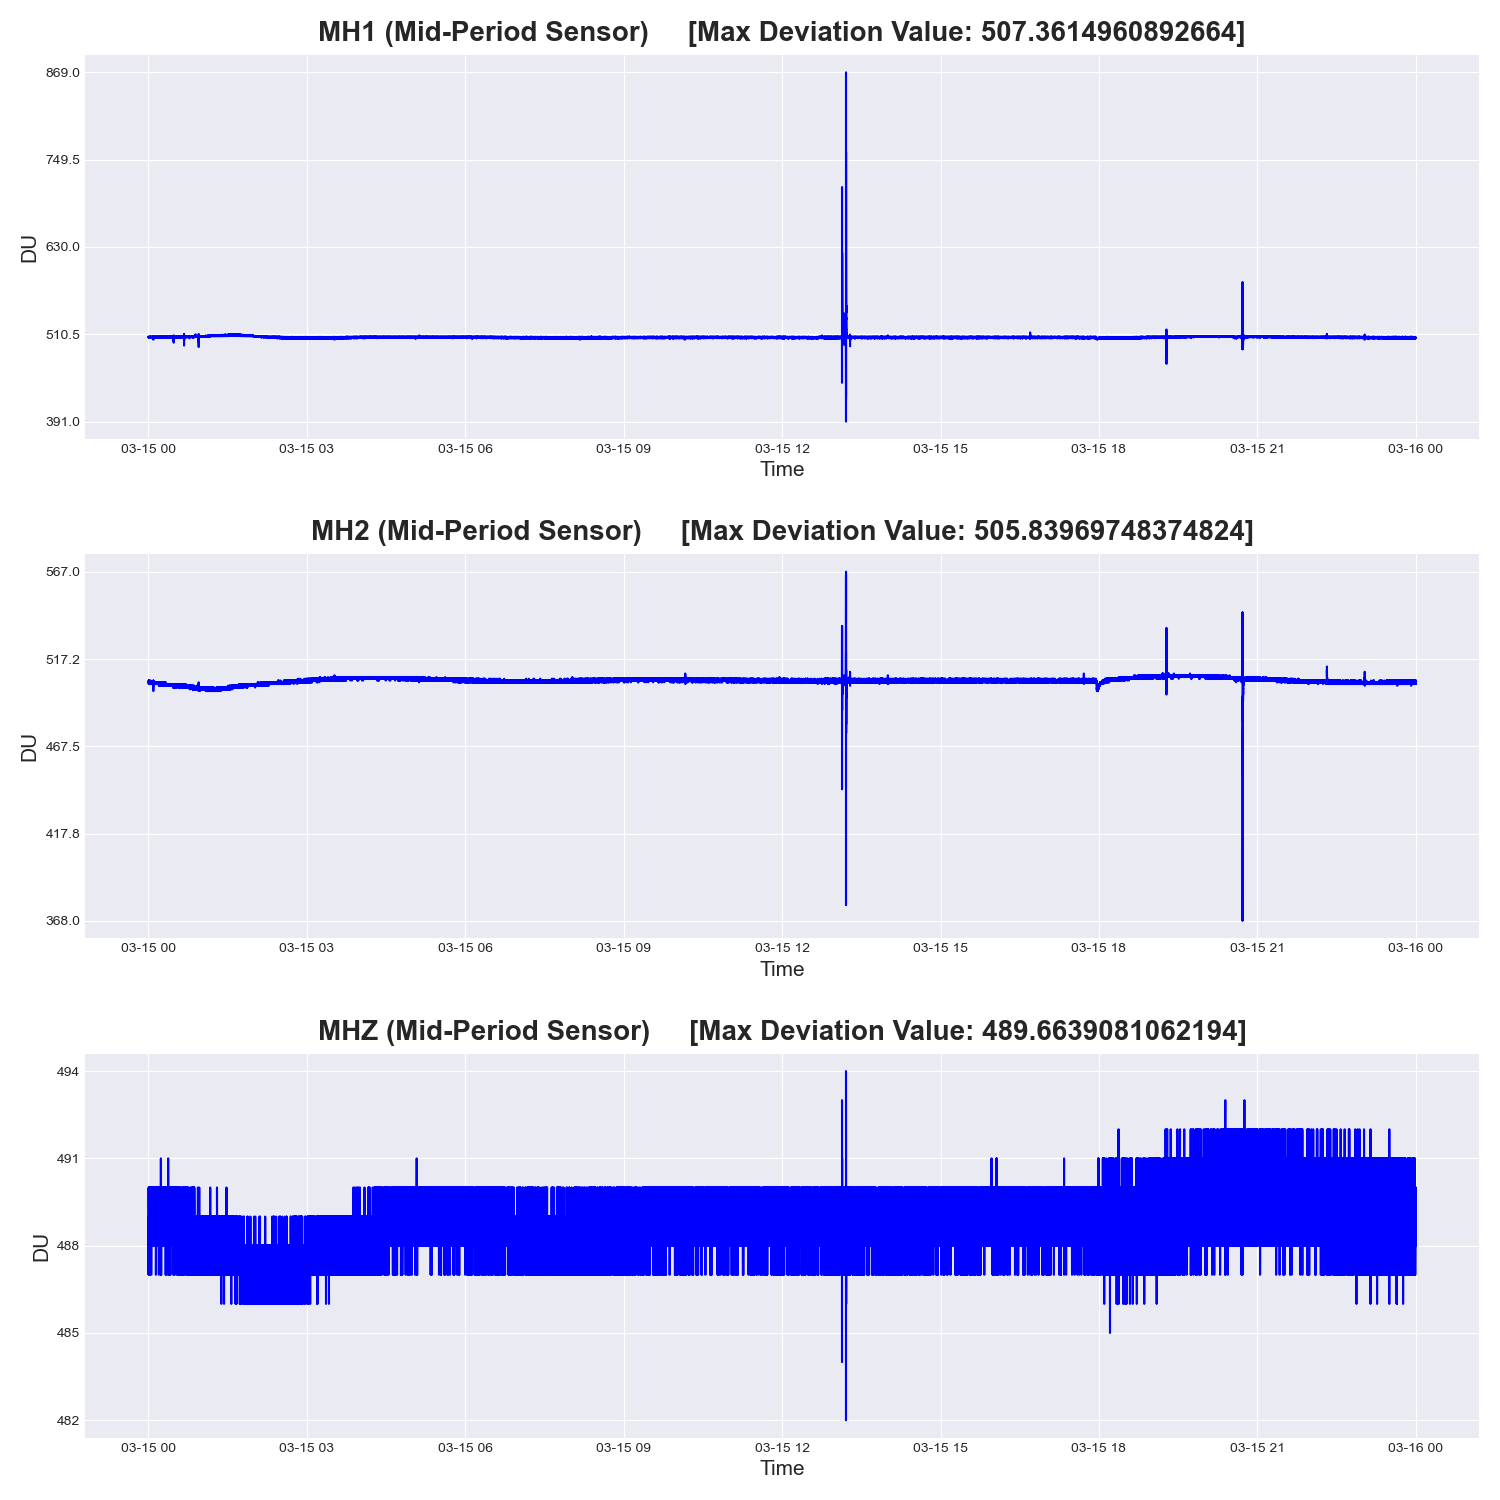 MH1 (Mid-Period Sensor) [Max Deviation Value: 507.3614960892664]
869.0
749.5
630.0
510.5
391.0
DU
03-15 00 03-15 03 03-15 06 03-15 09 03-15 12 03-15 15 03-15 18 03-15 21 03-16 00
Time
MH2 (Mid-Period Sensor) [Max Deviation Value: 505.83969748374824]
567.0
517.2
467.5
417.8
368.0
DU
03-15 00 03-15 03 03-15 06 03-15 09 03-15 12 03-15 15 03-15 18 03-15 21 03-16 00
Time
MHZ (Mid-Period Sensor) [Max Deviation Value: 489.6639081062194]
494
491
488
485
482
DU
03-15 00 03-15 03 03-15 06 03-15 09 03-15 12 03-15 15 03-15 18 03-15 21 03-16 00
Time